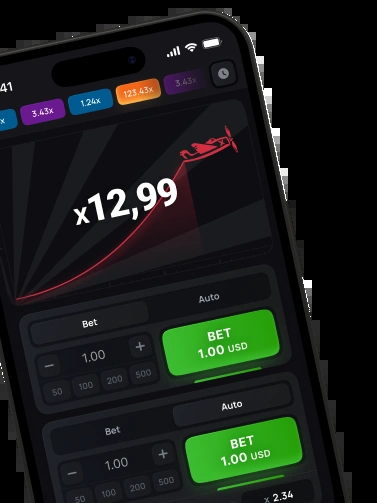 41
x 3.43x 1.24x 123.43x 3.43x
x12,99
Bet Auto
− 1.00 +
50 100 200 500
BET
1.00 USD
Bet Auto
− 1.00 +
50 100 200 500
BET
1.00 USD
x 2.34